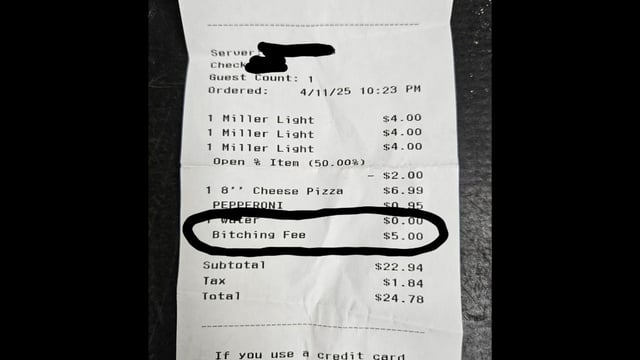 Server
Check
Guest Count: 1
Ordered: 4/11/25 10:23 PM
1 Miller Light $4.00
1 Miller Light $4.00
1 Miller Light $4.00
Open % Item (50.00%)
- $2.00
1 8'' Cheese Pizza $6.99
PEPPERONI $0.95
1 Water $0.00
Bitching Fee $5.00
Subtotal $22.94
Tax $1.84
Total $24.78
If you use a credit card